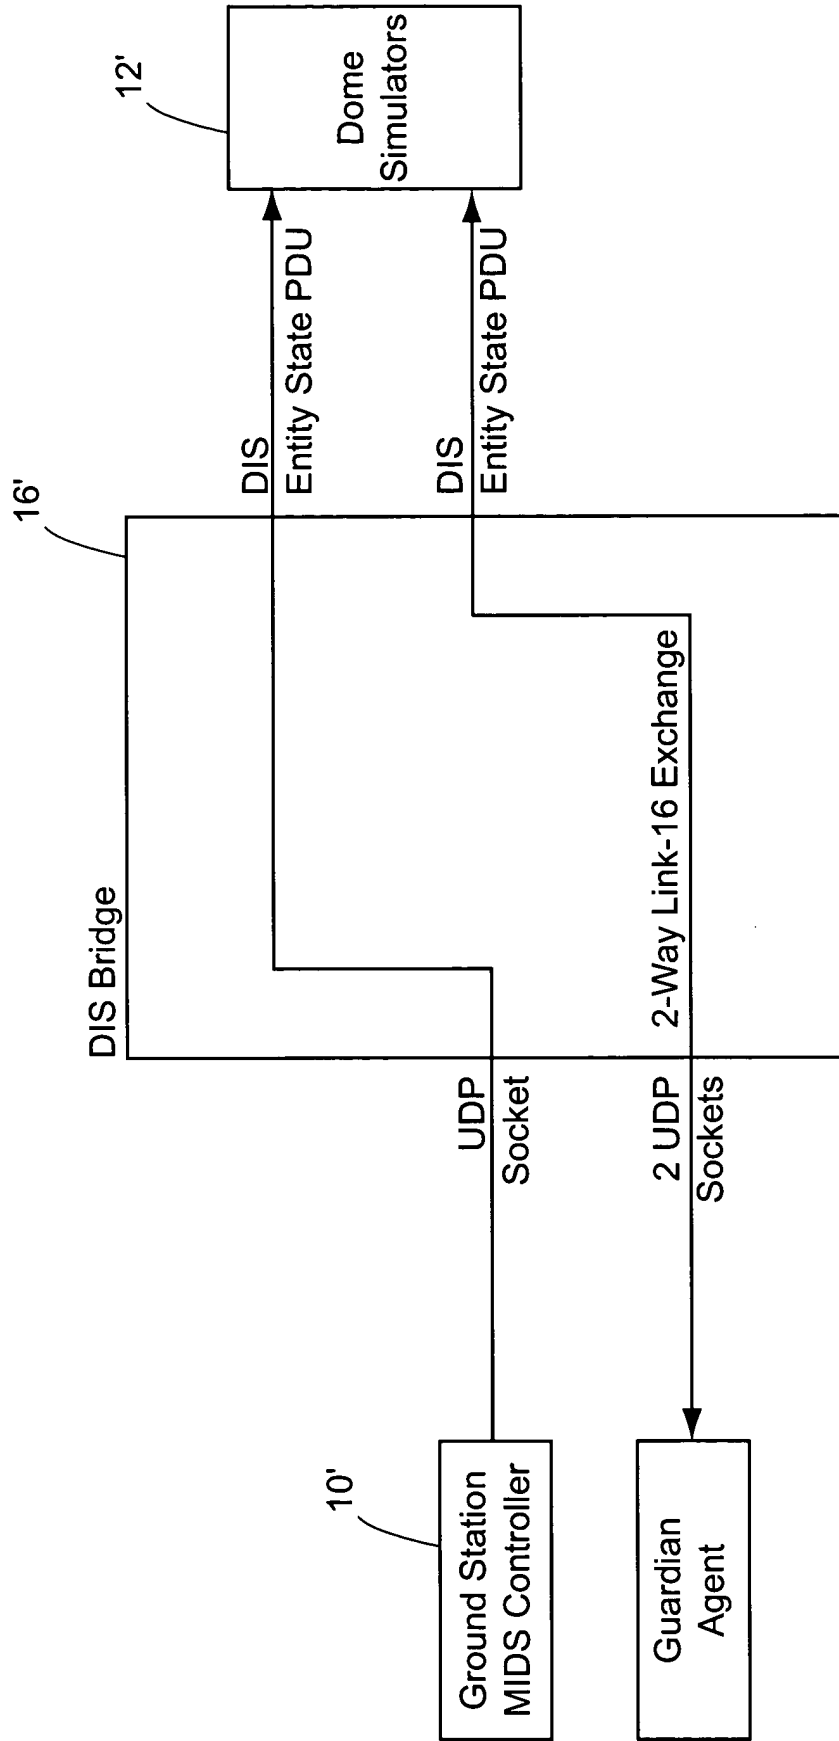 10'
Ground Station
MIDS Controller
Guardian
Agent
UDP
Socket
2 UDP
Sockets
16'
DIS Bridge
2-Way Link-16 Exchange
DIS
Entity State PDU
DIS
Entity State PDU
12'
Dome
Simulators